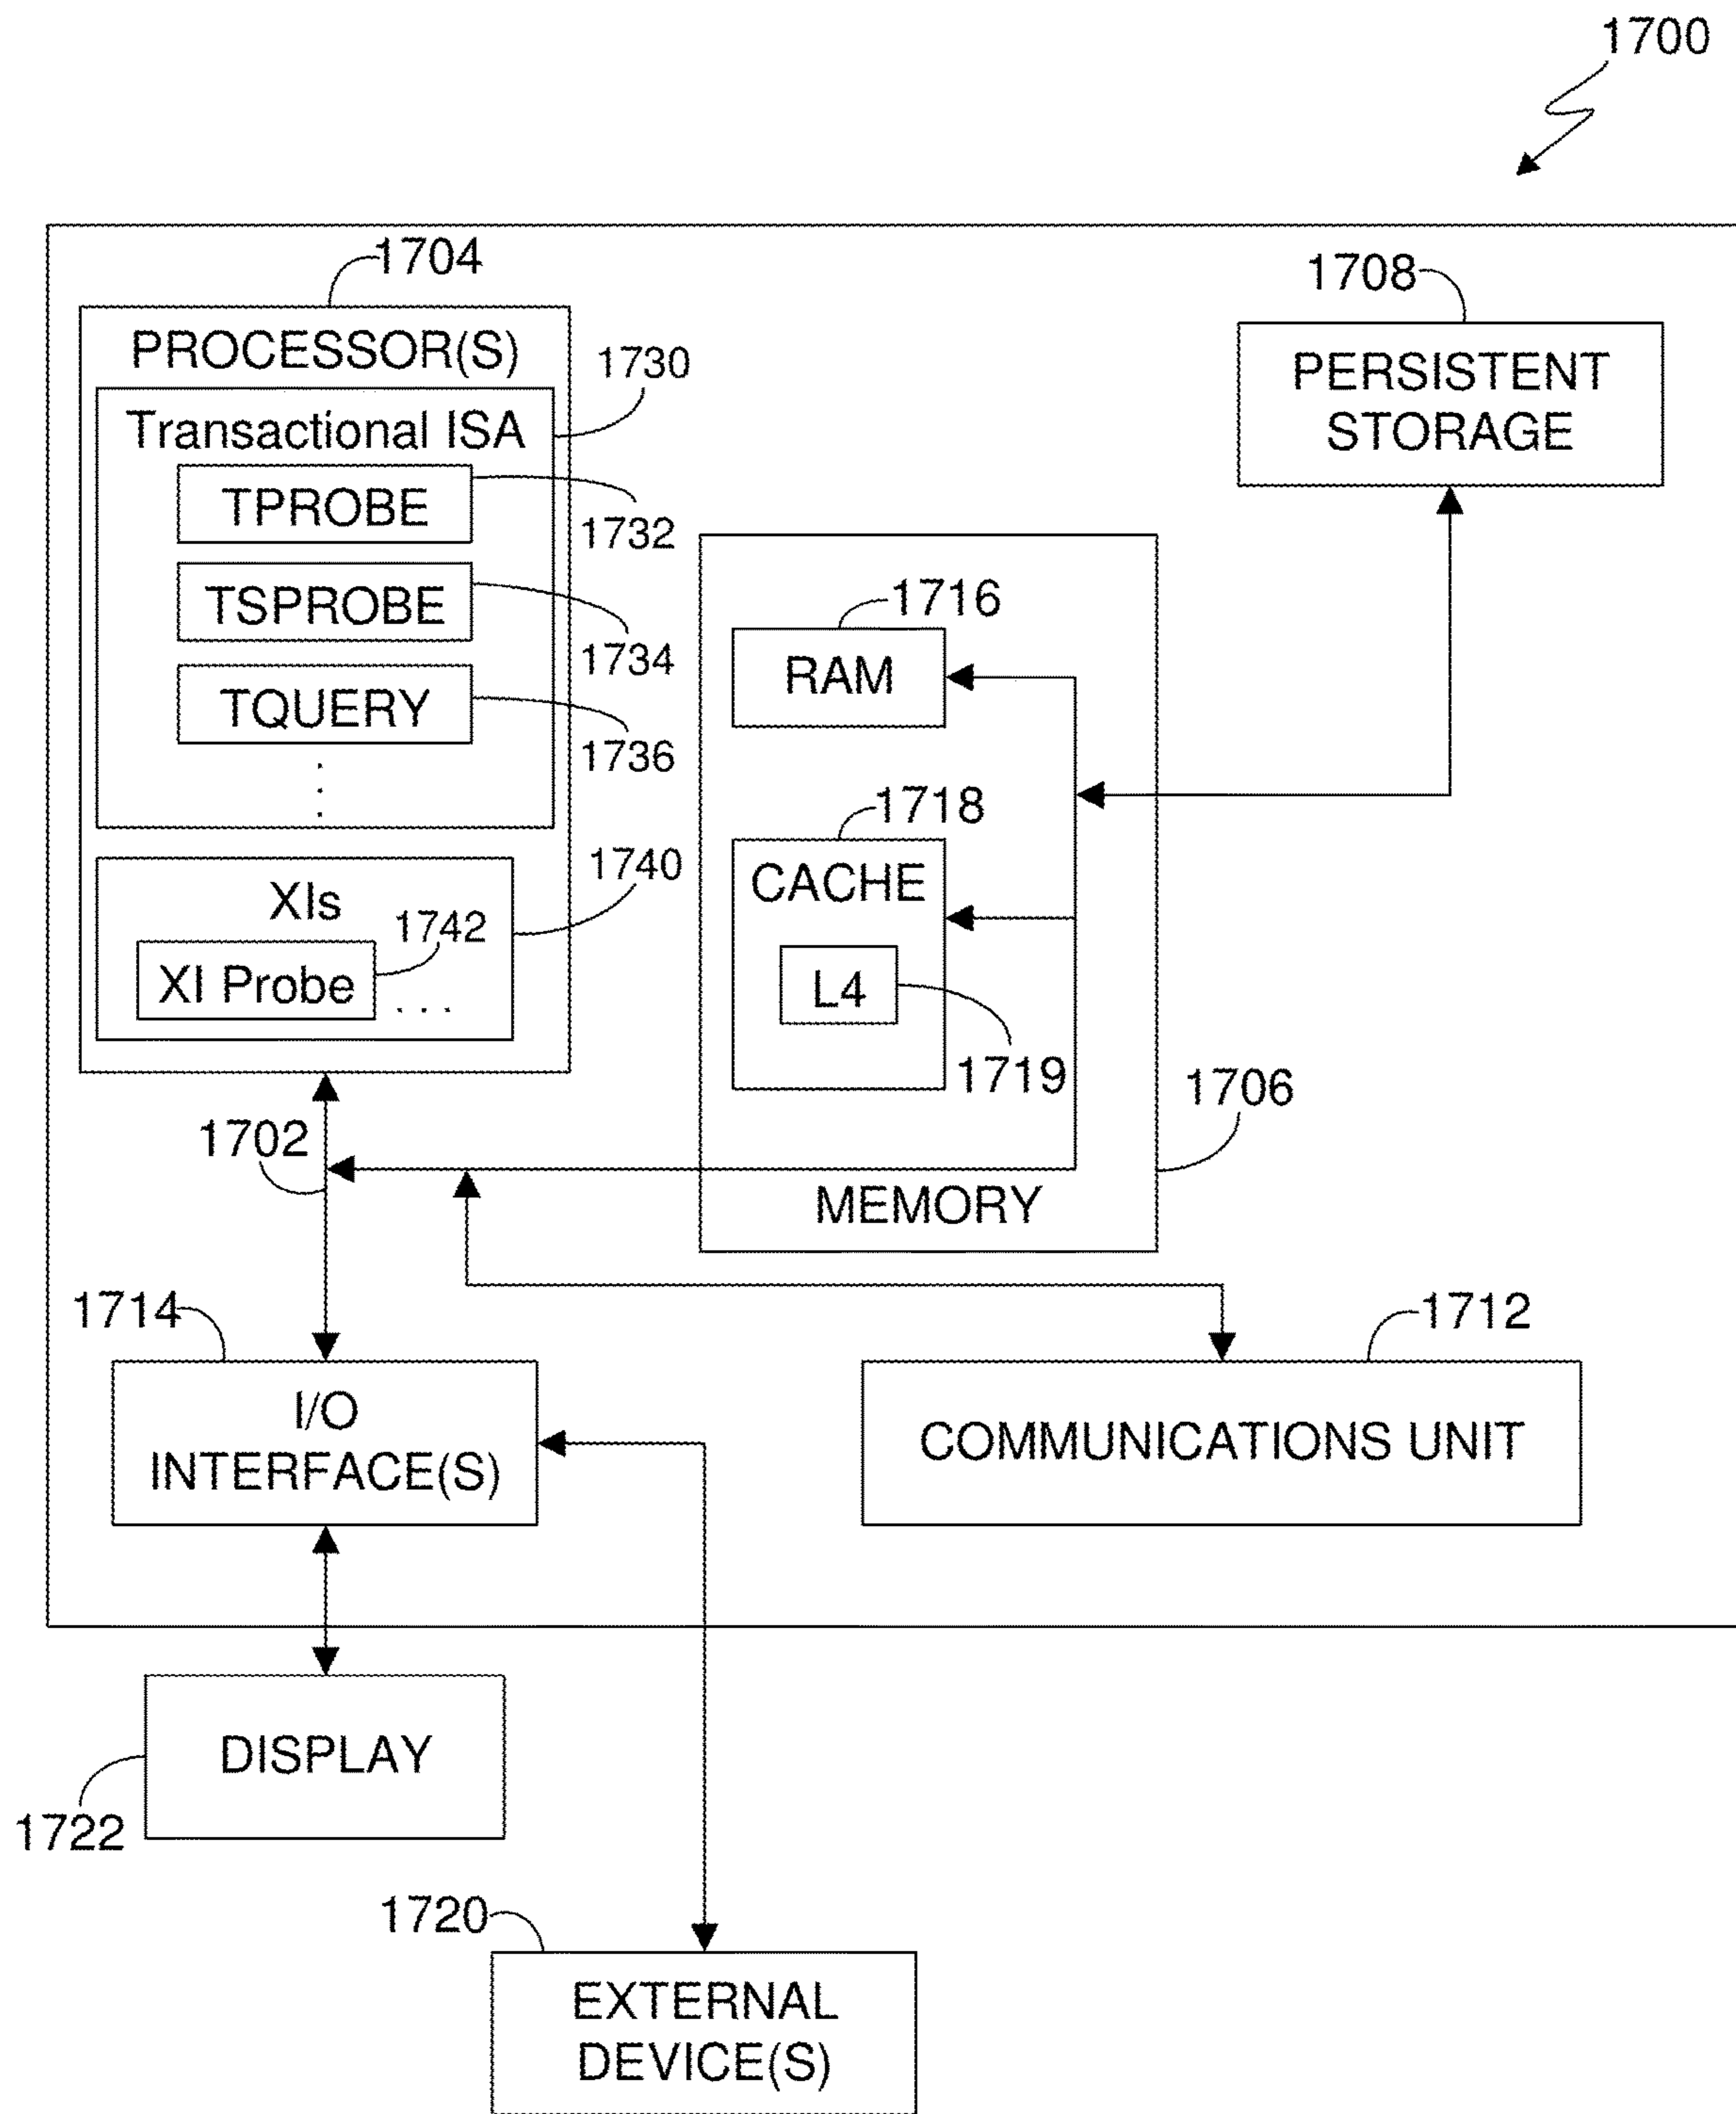 1700
1704
1708
PROCESSOR(S)
1730
PERSISTENT
STORAGE
Transactional ISA
TPROBE
1732
TSPROBE
1734
TQUERY
1736
.
.
.
1716
RAM
1718
CACHE
L4
1719
1740
XIs
1742
XI Probe
. . .
1706
1702
MEMORY
1714
1712
I/O
INTERFACE(S)
COMMUNICATIONS UNIT
DISPLAY
1722
1720
EXTERNAL
DEVICE(S)